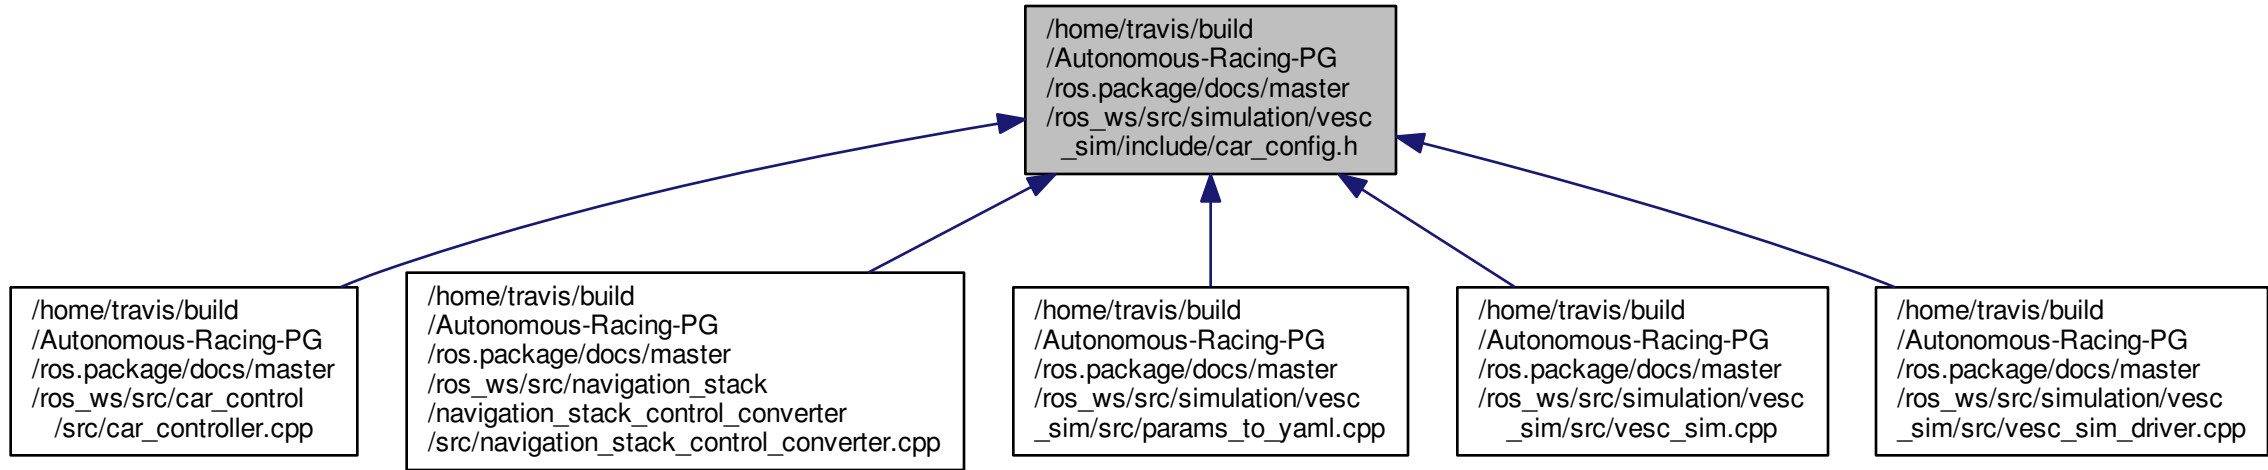 /home/travis/build
/Autonomous-Racing-PG
/ros.package/docs/master
/ros_ws/src/simulation/vesc
_sim/include/car_config.h
/home/travis/build
/Autonomous-Racing-PG
/ros.package/docs/master
/ros_ws/src/car_control
/src/car_controller.cpp
/home/travis/build
/Autonomous-Racing-PG
/ros.package/docs/master
/ros_ws/src/navigation_stack
/navigation_stack_control_converter
/src/navigation_stack_control_converter.cpp
/home/travis/build
/Autonomous-Racing-PG
/ros.package/docs/master
/ros_ws/src/simulation/vesc
_sim/src/params_to_yaml.cpp
/home/travis/build
/Autonomous-Racing-PG
/ros.package/docs/master
/ros_ws/src/simulation/vesc
_sim/src/vesc_sim.cpp
/home/travis/build
/Autonomous-Racing-PG
/ros.package/docs/master
/ros_ws/src/simulation/vesc
_sim/src/vesc_sim_driver.cpp